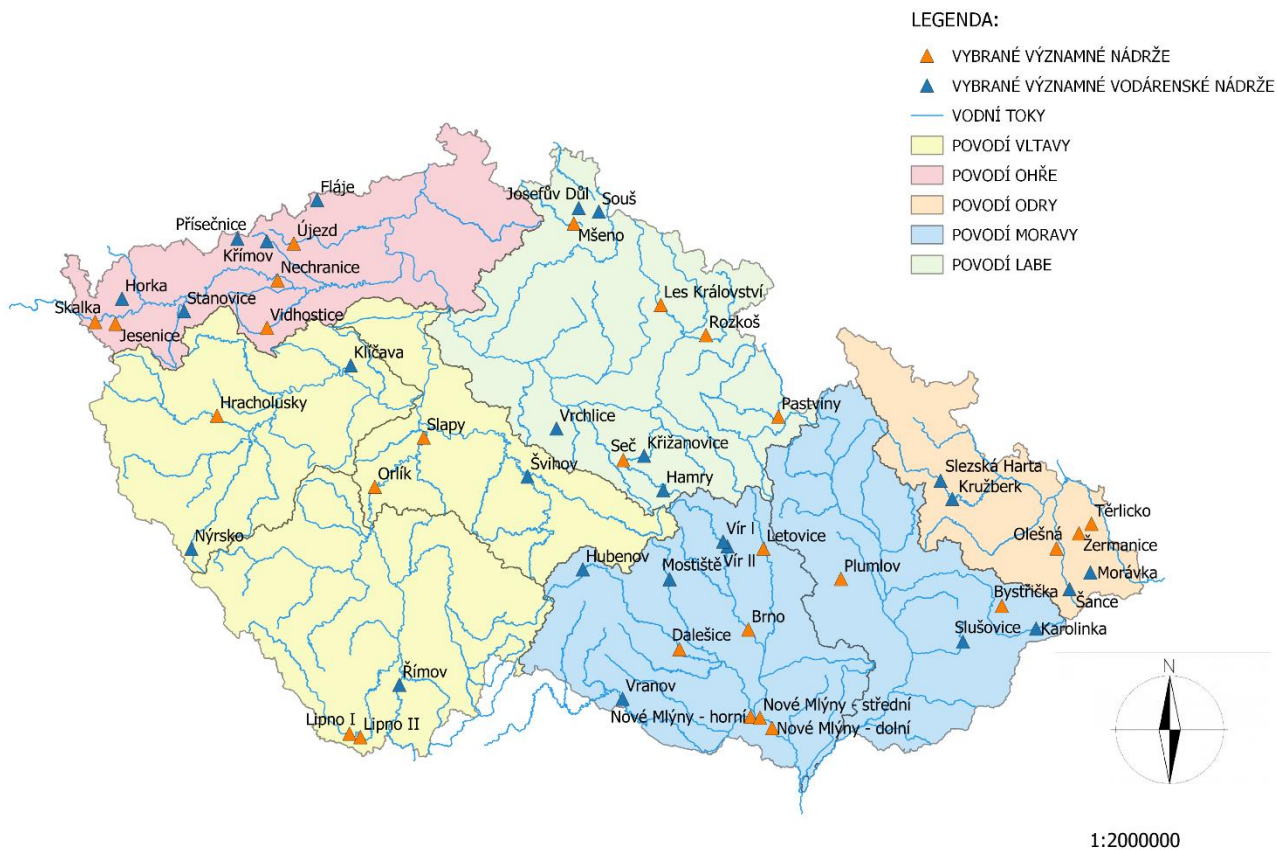 LEGENDA:
VYBRANÉ VÝZNAMNÉ NÁDRŽE
VYBRANÉ VÝZNAMNÉ VODÁRENSKÉ NÁDRŽE
VODNÍ TOKY
POVODÍ VLTAVY
POVODÍ OHŘE
POVODÍ ODRY
POVODÍ MORAVY
POVODÍ LABE
Fláje
Josefův Důl
Souš
Přísečnice
Újezd
Mšeno
Křímov
Nechranice
Horka
Stanovice
Skalka
Jesenice
Vidhostice
Les Království
Rozkoš
Klíčava
Hracholusky
Slapy
Vrchlice
Pastviny
Seč
Křižanovice
Orlík
Švihov
Hamry
Slezská Harta
Kružberk
Těrlicko
Nýrsko
Vír I
Letovice
Olešná
Žermanice
Hubenov
Mostiště
Vír II
Plumlov
Morávka
Bystřička
Šance
Brno
Slušovice
Karolinka
Dalešice
Římov
Vranov
Nové Mlýny - horní
Nové Mlýny - střední
Nové Mlýny - dolní
Lipno I
Lipno II
N
1:2000000